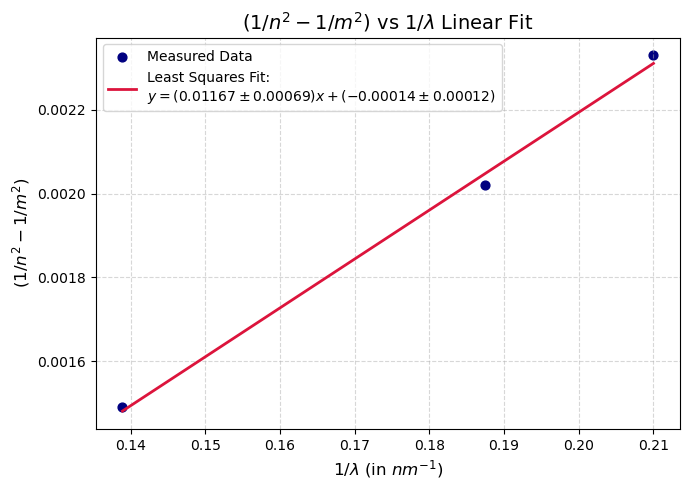 (1/n² − 1/m²) vs 1/λ Linear Fit
Measured Data
Least Squares Fit:
y = (0.01167 ± 0.00069)x + (−0.00014 ± 0.00012)
(1/n² − 1/m²)
0.0022
0.0020
0.0018
0.0016
0.14 0.15 0.16 0.17 0.18 0.19 0.20 0.21
1/λ (in nm⁻¹)